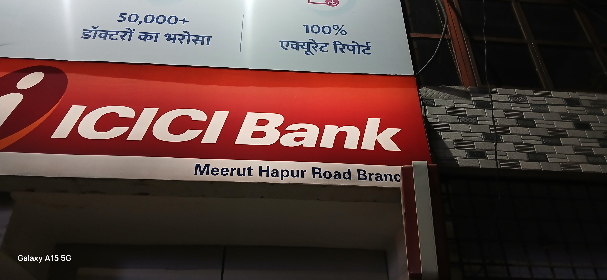 50,000+
डॉक्टरों का भरोसा
100%
एक्यूरेट रिपोर्ट
ICICI Bank
Meerut Hapur Road Branc
Galaxy A15 5G